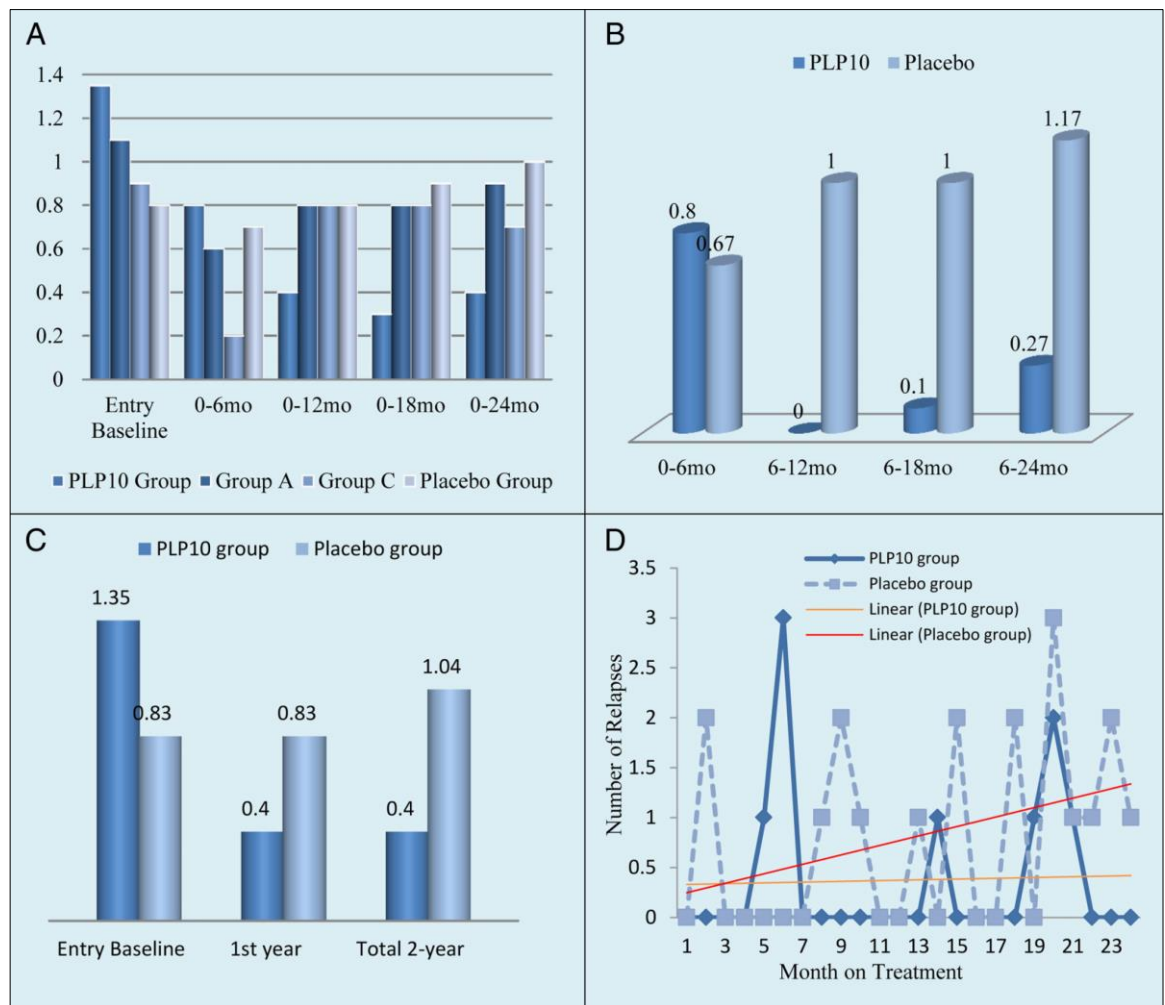 A
1.4
1.2
1
0.8
0.6
0.4
0.2
0
Entry Baseline 0-6mo 0-12mo 0-18mo 0-24mo
PLP10 Group Group A Group C Placebo Group
B
PLP10 Placebo
0.8 0.67 0 1 0.1 1 0.27 1.17
0-6mo 6-12mo 6-18mo 6-24mo
C
PLP10 group Placebo group
1.35 0.83 0.4 0.83 0.4 1.04
Entry Baseline 1st year Total 2-year
D
PLP10 group
Placebo group
Linear (PLP10 group)
Linear (Placebo group)
Number of Relapses
3.5
3
2.5
2
1.5
1
0.5
0
1 3 5 7 9 11 13 15 17 19 21 23
Month on Treatment